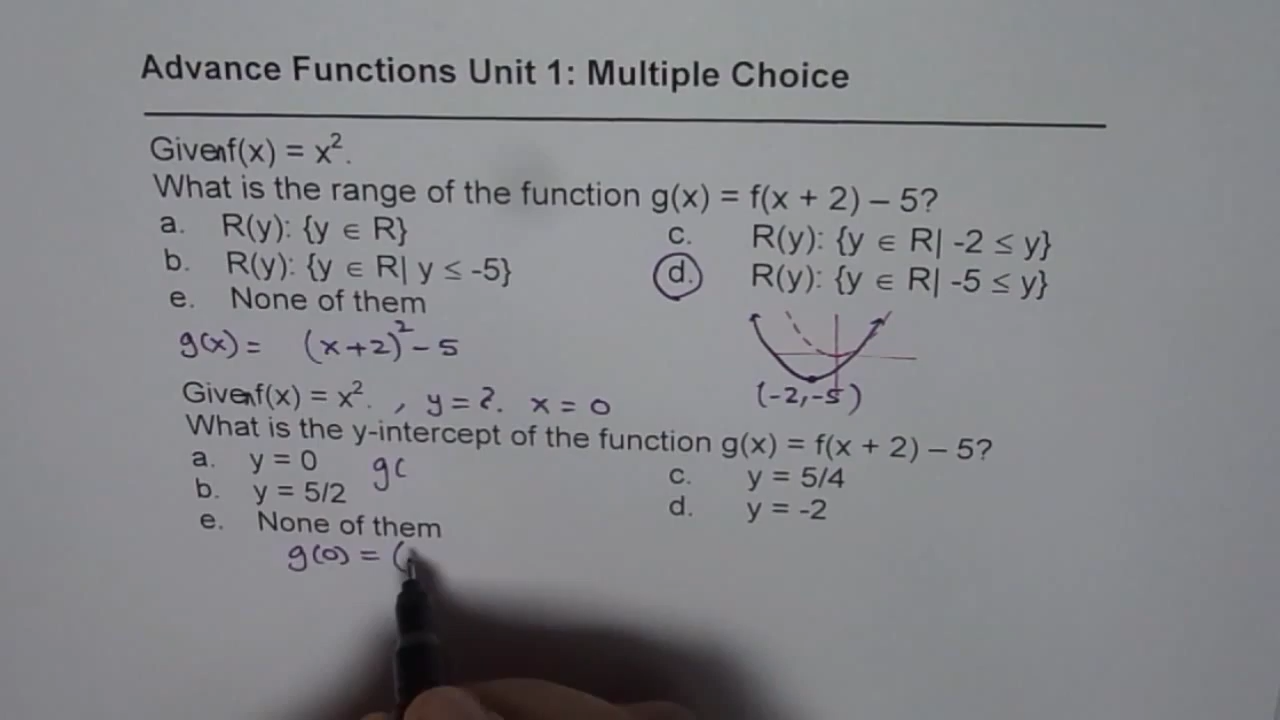 Advance Functions Unit 1: Multiple Choice
Given f(x) = x².
What is the range of the function g(x) = f(x + 2) – 5?
a. R(y): {y ∈ R}
c. R(y): {y ∈ R| -2 ≤ y}
b. R(y): {y ∈ R| y ≤ -5}
d. R(y): {y ∈ R| -5 ≤ y}
e. None of them
g(x) = (x+2)² - 5
(-2,-5)
Given f(x) = x². , y = ?. x = 0
What is the y-intercept of the function g(x) = f(x + 2) – 5?
a. y = 0 g(
c. y = 5/4
b. y = 5/2
d. y = -2
e. None of them
g(0) = (